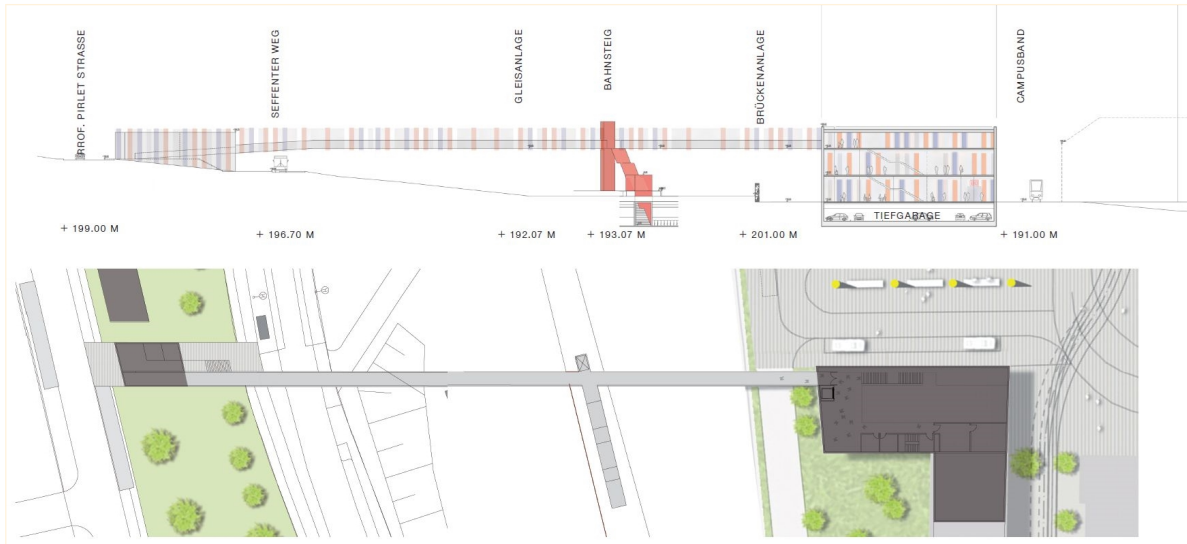 PROF. PIRLET STRASSE
SEFFENTER WEG
GLEISANLAGE
BAHNSTEIG
BRÜCKENANLAGE
CAMPUSBAND
TIEFGARAGE
+ 199.00 M
+ 196.70 M
+ 192.07 M
+ 193.07 M
+ 201.00 M
+ 191.00 M